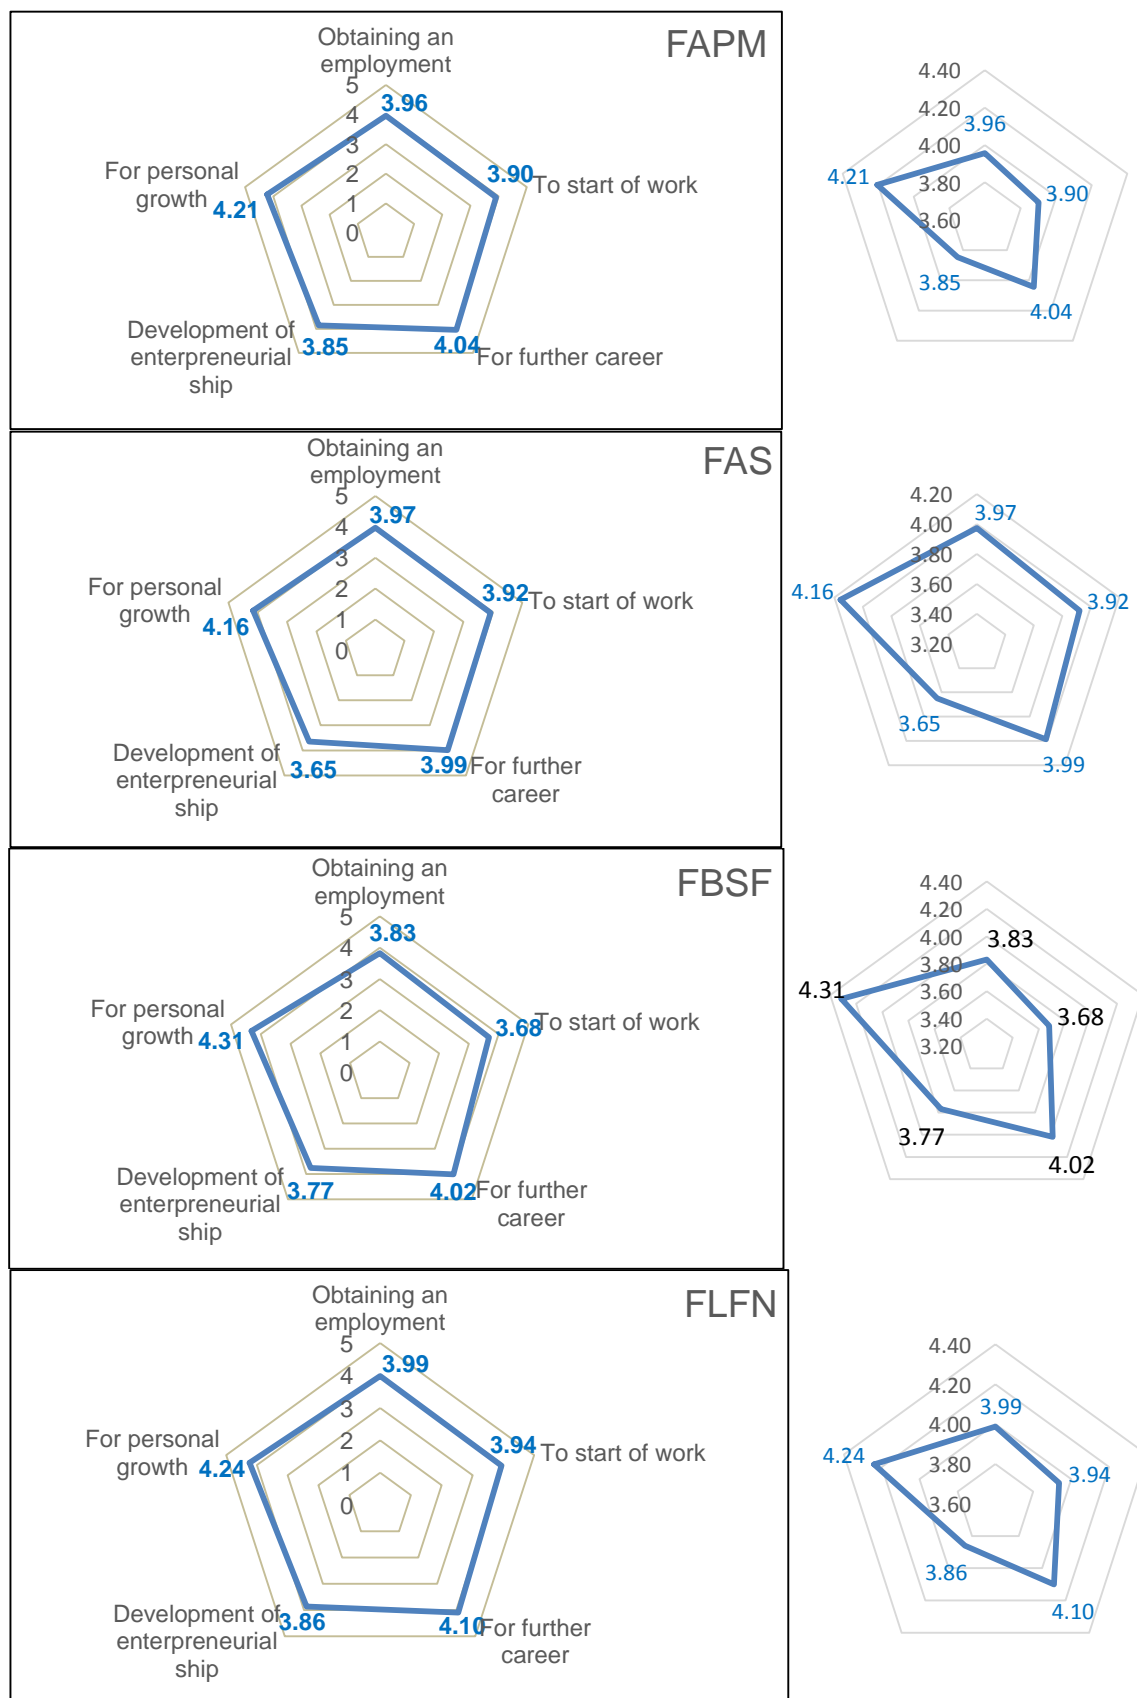 Obtaining an
employment
FAPM
5
4
3
2
1
0
3.96
3.90
To start of work
4.04
For further career
3.85
Development of
enterpreneurial
ship
For personal
growth
4.21
4.40
4.20
4.00
3.80
3.60
3.96
3.90
4.04
3.85
4.21
Obtaining an
employment
FAS
5
4
3
2
1
0
3.97
3.92
To start of work
3.99
For further
career
3.65
Development of
enterpreneurial
ship
For personal
growth
4.16
4.20
4.00
3.80
3.60
3.40
3.20
3.97
3.92
3.99
3.65
4.16
Obtaining an
employment
FBSF
5
4
3
2
1
0
3.83
3.68
To start of work
4.02
For further
career
3.77
Development of
enterpreneurial
ship
For personal
growth
4.31
4.40
4.20
4.00
3.80
3.60
3.40
3.20
3.83
3.68
4.02
3.77
4.31
Obtaining an
employment
FLFN
5
4
3
2
1
0
3.99
3.94
To start of work
4.10
For further
career
3.86
Development of
enterpreneurial
ship
For personal
growth
4.24
4.40
4.20
4.00
3.80
3.60
3.99
3.94
4.10
3.86
4.24